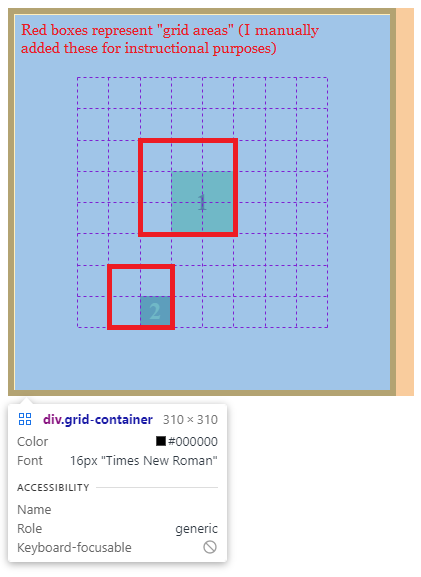 Red boxes represent "grid areas" (I manually
added these for instructional purposes)
1
2
div.grid-container 310 × 310
Color #000000
Font 16px "Times New Roman"
ACCESSIBILITY
Name
Role generic
Keyboard-focusable